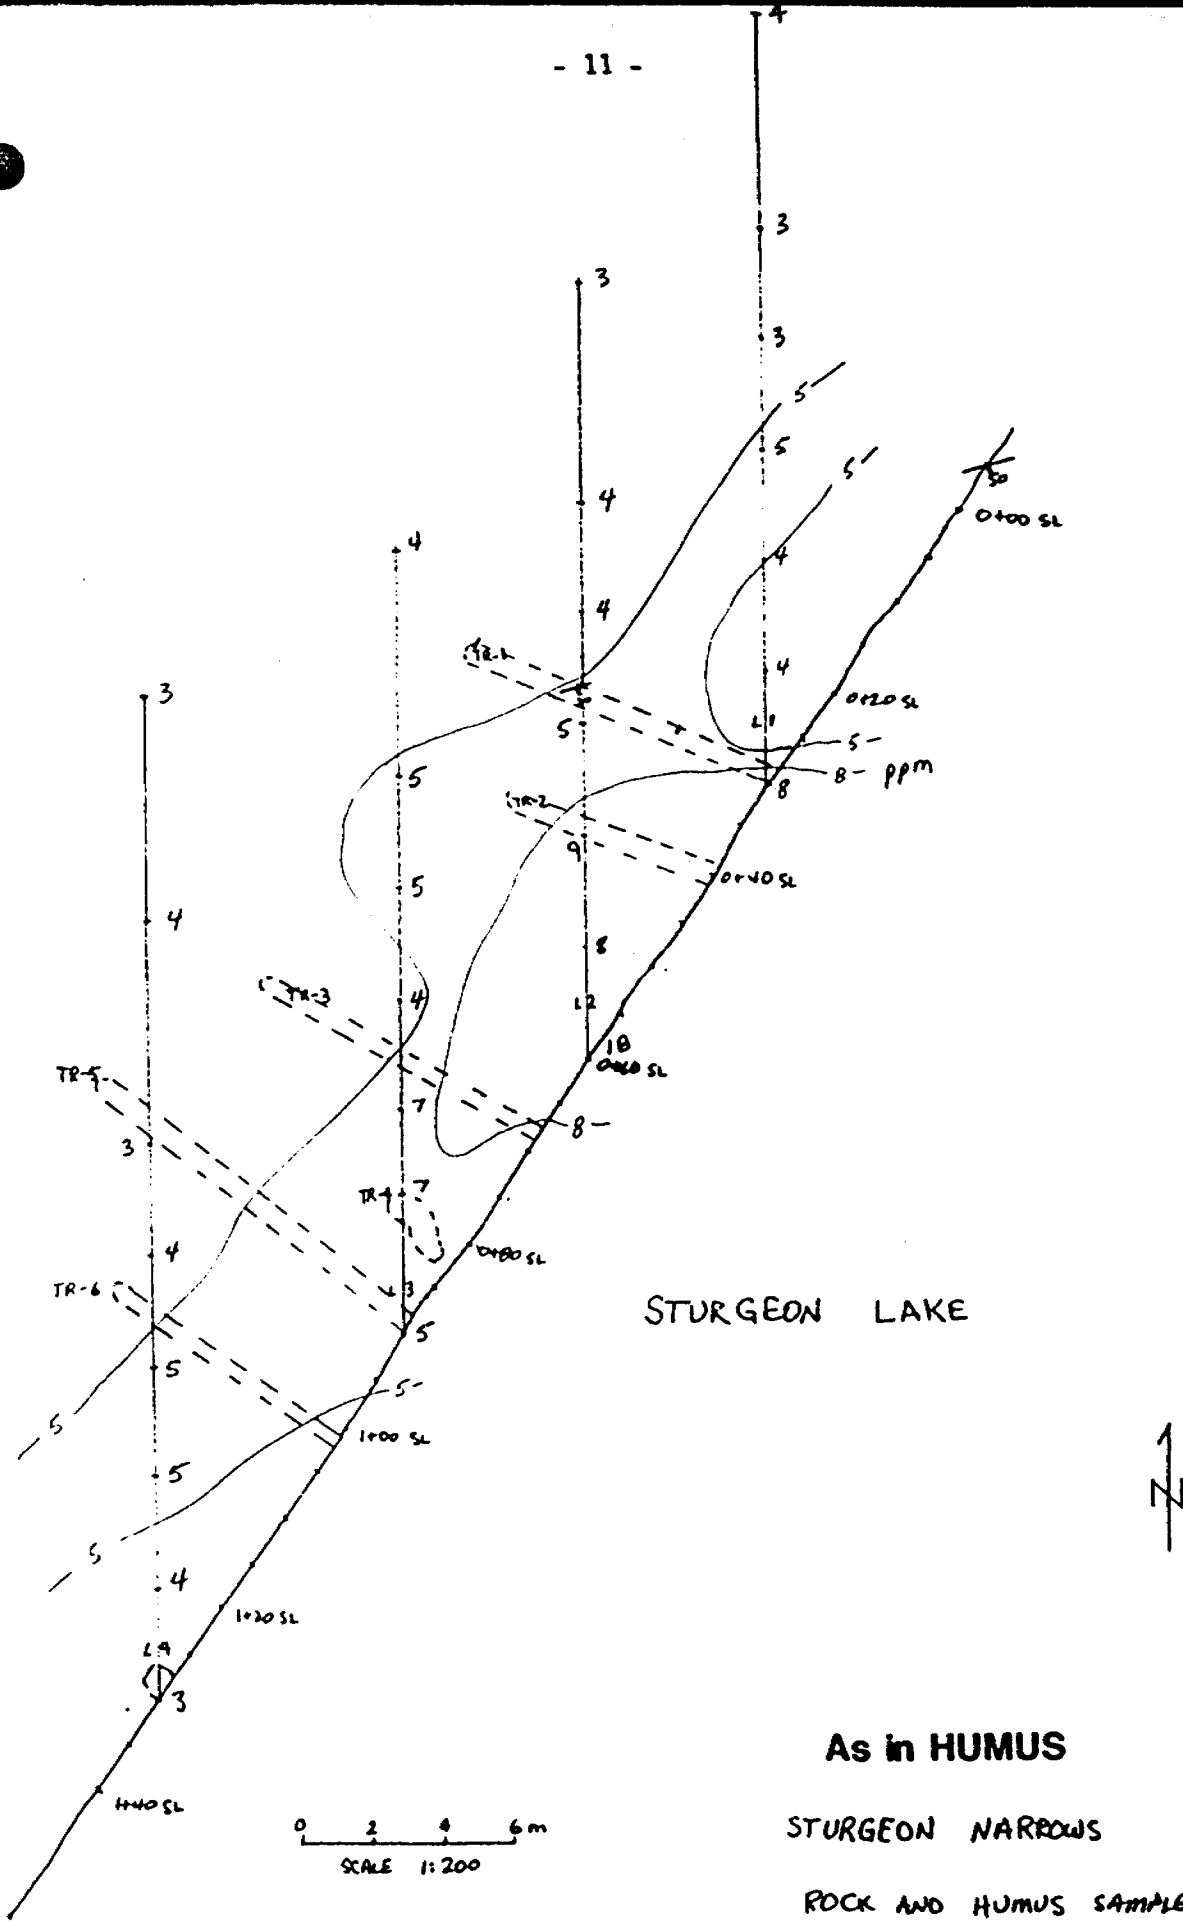 - 11 -
4
3
3
3
5
5
5
4
50
0+00 SL
4
4
4
TR-1
4
3
0+20 SL
L1
5
5 -
8 - ppm
5
8
TR-2
9
0+40 SL
5
4
8
TR-3
4
L2
18
0+60 SL
TR-5
7
8 -
3
TR-4
7
4
0+80 SL
TR-6
L3
STURGEON LAKE
5
5
5 -
5
1+00 SL
5
N
5
4
1+20 SL
L4
3
As in HUMUS
1+40 SL
0 2 4 6 m
STURGEON NARROWS
SCALE 1:200
ROCK AND HUMUS SAMPLE